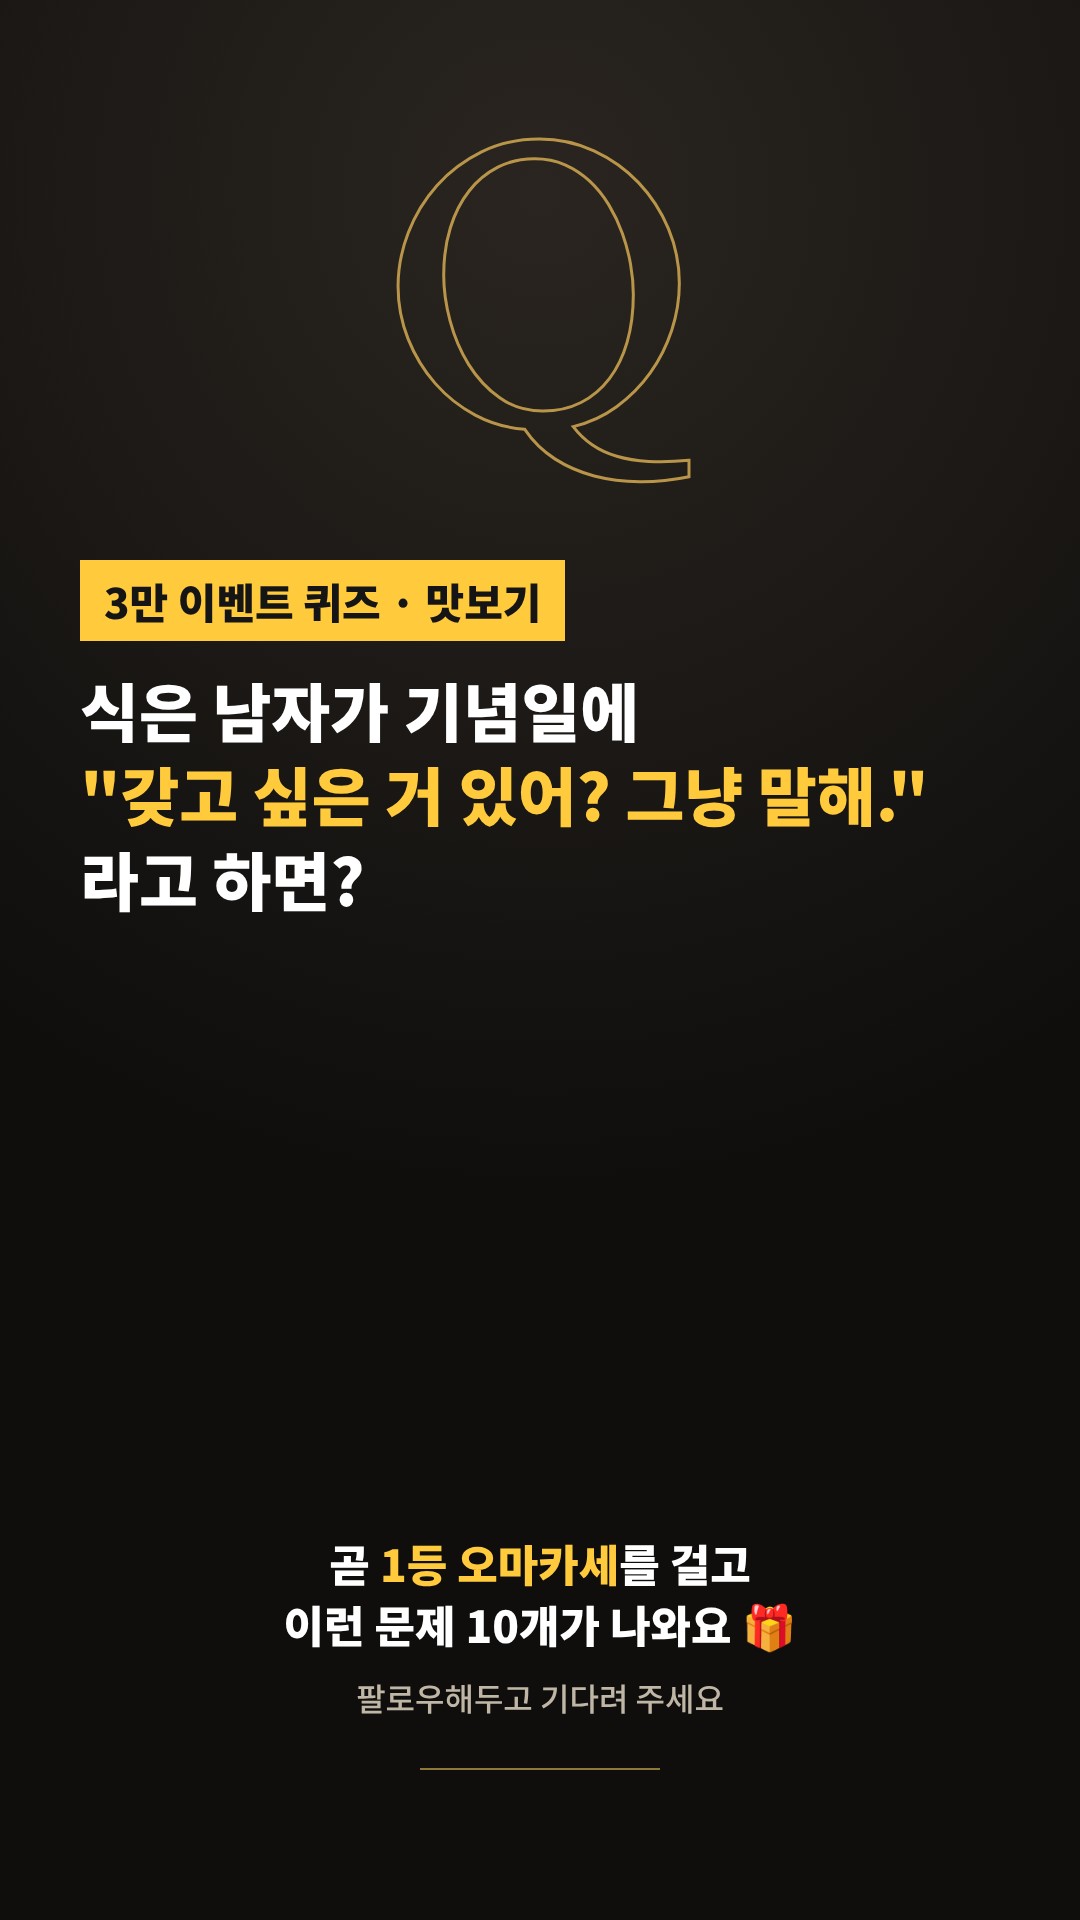 Q
3만 이벤트 퀴즈 · 맛보기
식은 남자가 기념일에
"갖고 싶은 거 있어? 그냥 말해."
라고 하면?
곧 1등 오마카세를 걸고
이런 문제 10개가 나와요 🎁
팔로우해두고 기다려 주세요